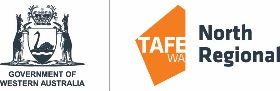 GOVERNMENT OF
WESTERN AUSTRALIA
TAFE
WA
North
Regional